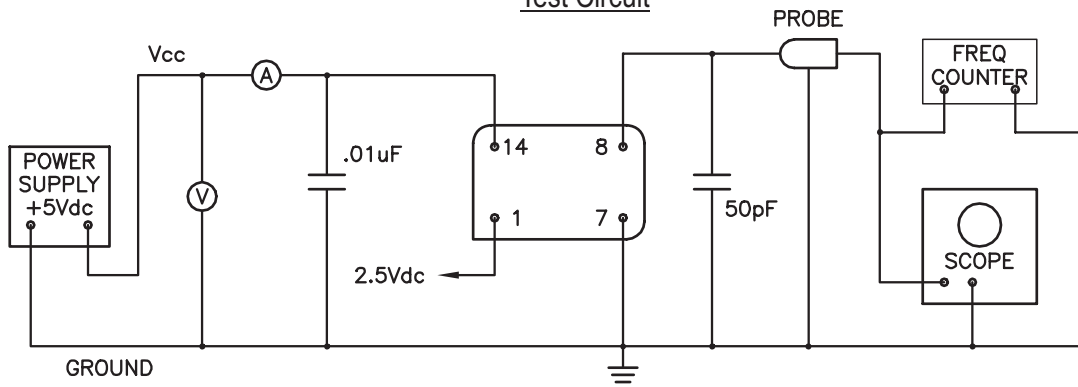 Test Circuit
PROBE
Vcc
A
FREQ
COUNTER
.01uF
14
8
POWER
SUPPLY
+5Vdc
V
50pF
1
7
2.5Vdc
SCOPE
GROUND